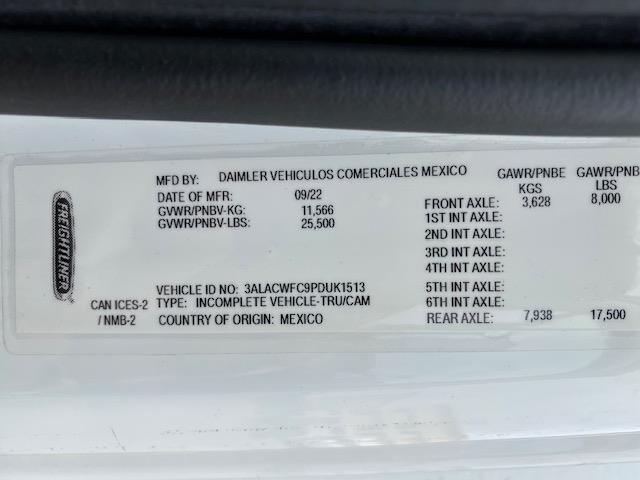 FREIGHTLINER
MFD BY: DAIMLER VEHICULOS COMERCIALES MEXICO
DATE OF MFR: 09/22
GVWR/PNBV-KG: 11,566
GVWR/PNBV-LBS: 25,500
VEHICLE ID NO: 3ALACWFC9PDUK1513
TYPE: INCOMPLETE VEHICLE-TRU/CAM
COUNTRY OF ORIGIN: MEXICO
CAN ICES-2
/ NMB-2
GAWR/PNBE GAWR/PNB
KGS LBS
FRONT AXLE: 3,628 8,000
1ST INT AXLE:
2ND INT AXLE:
3RD INT AXLE:
4TH INT AXLE:
5TH INT AXLE:
6TH INT AXLE:
REAR AXLE: 7,938 17,500